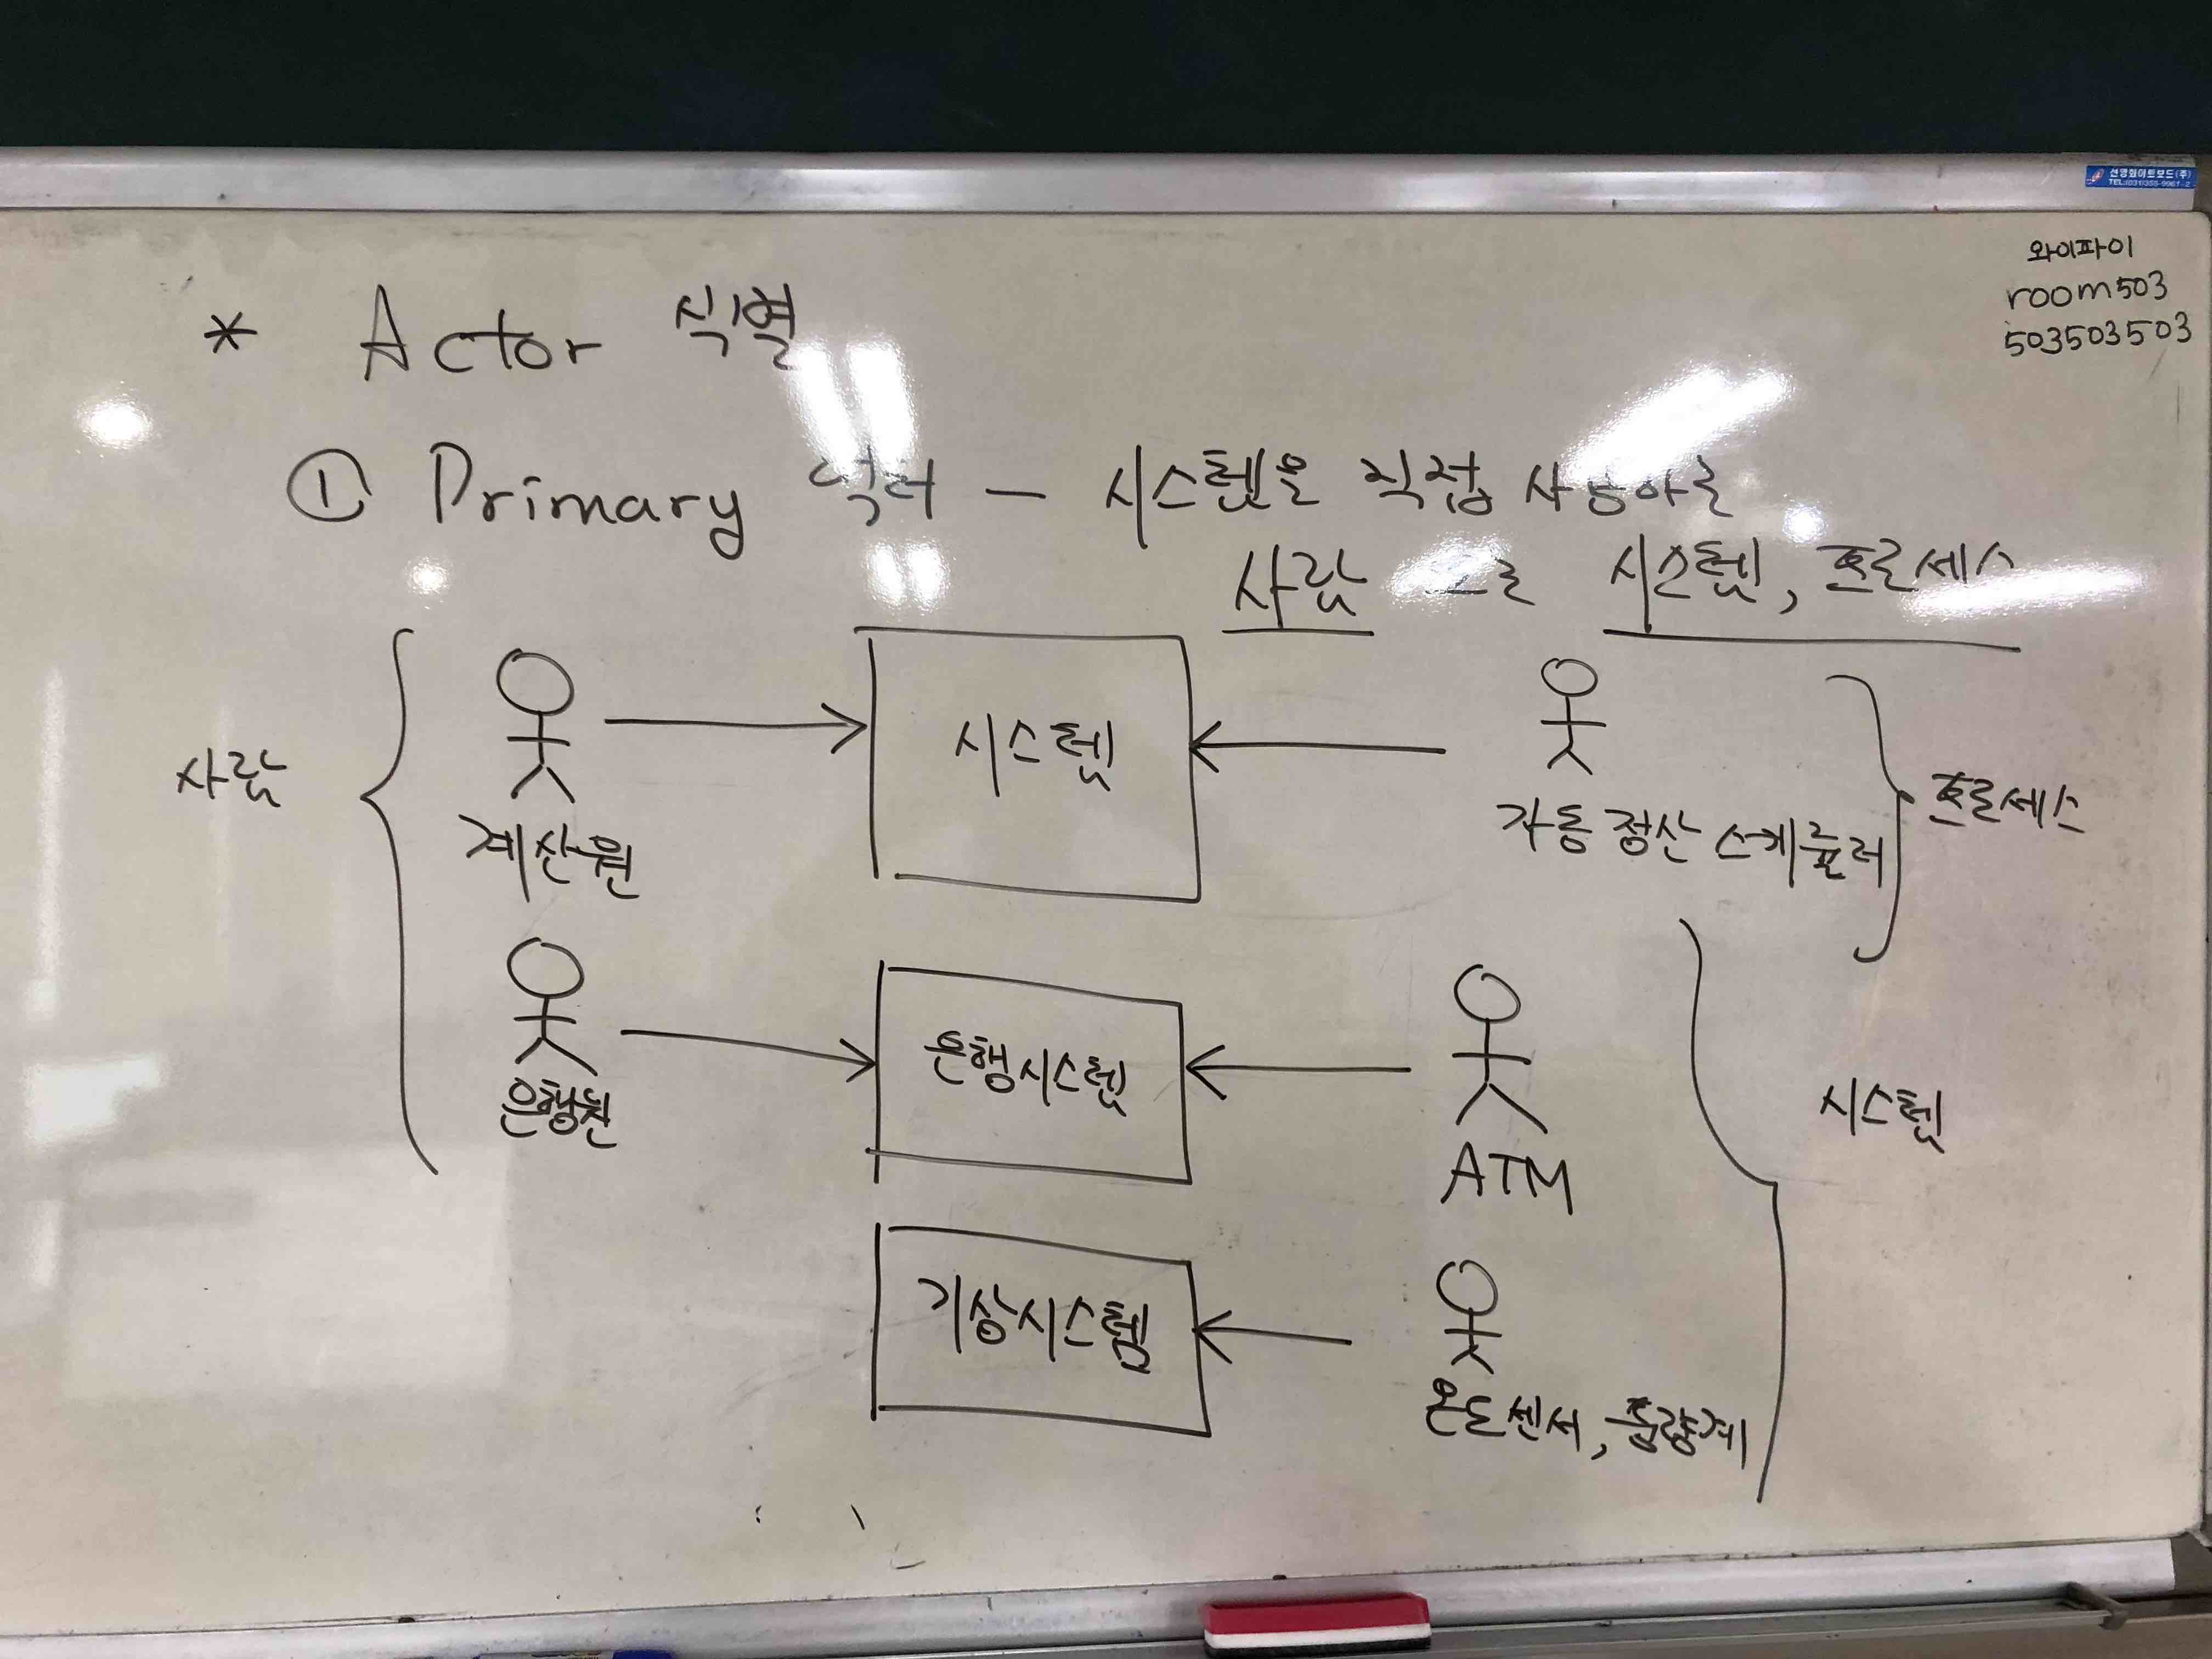 선영화이트보드(주)
TEL:(031)355-9961~2
와이파이
room503
503503503
* Actor 식별
① Primary 액터 — 시스템을 직접 사용하는
사람 또는 시스템, 프로세스
사람
계산원
시스템
자동 정산 스케줄러
프로세스
은행원
은행시스템
ATM
시스템
기상시스템
온도센서, 풍량계